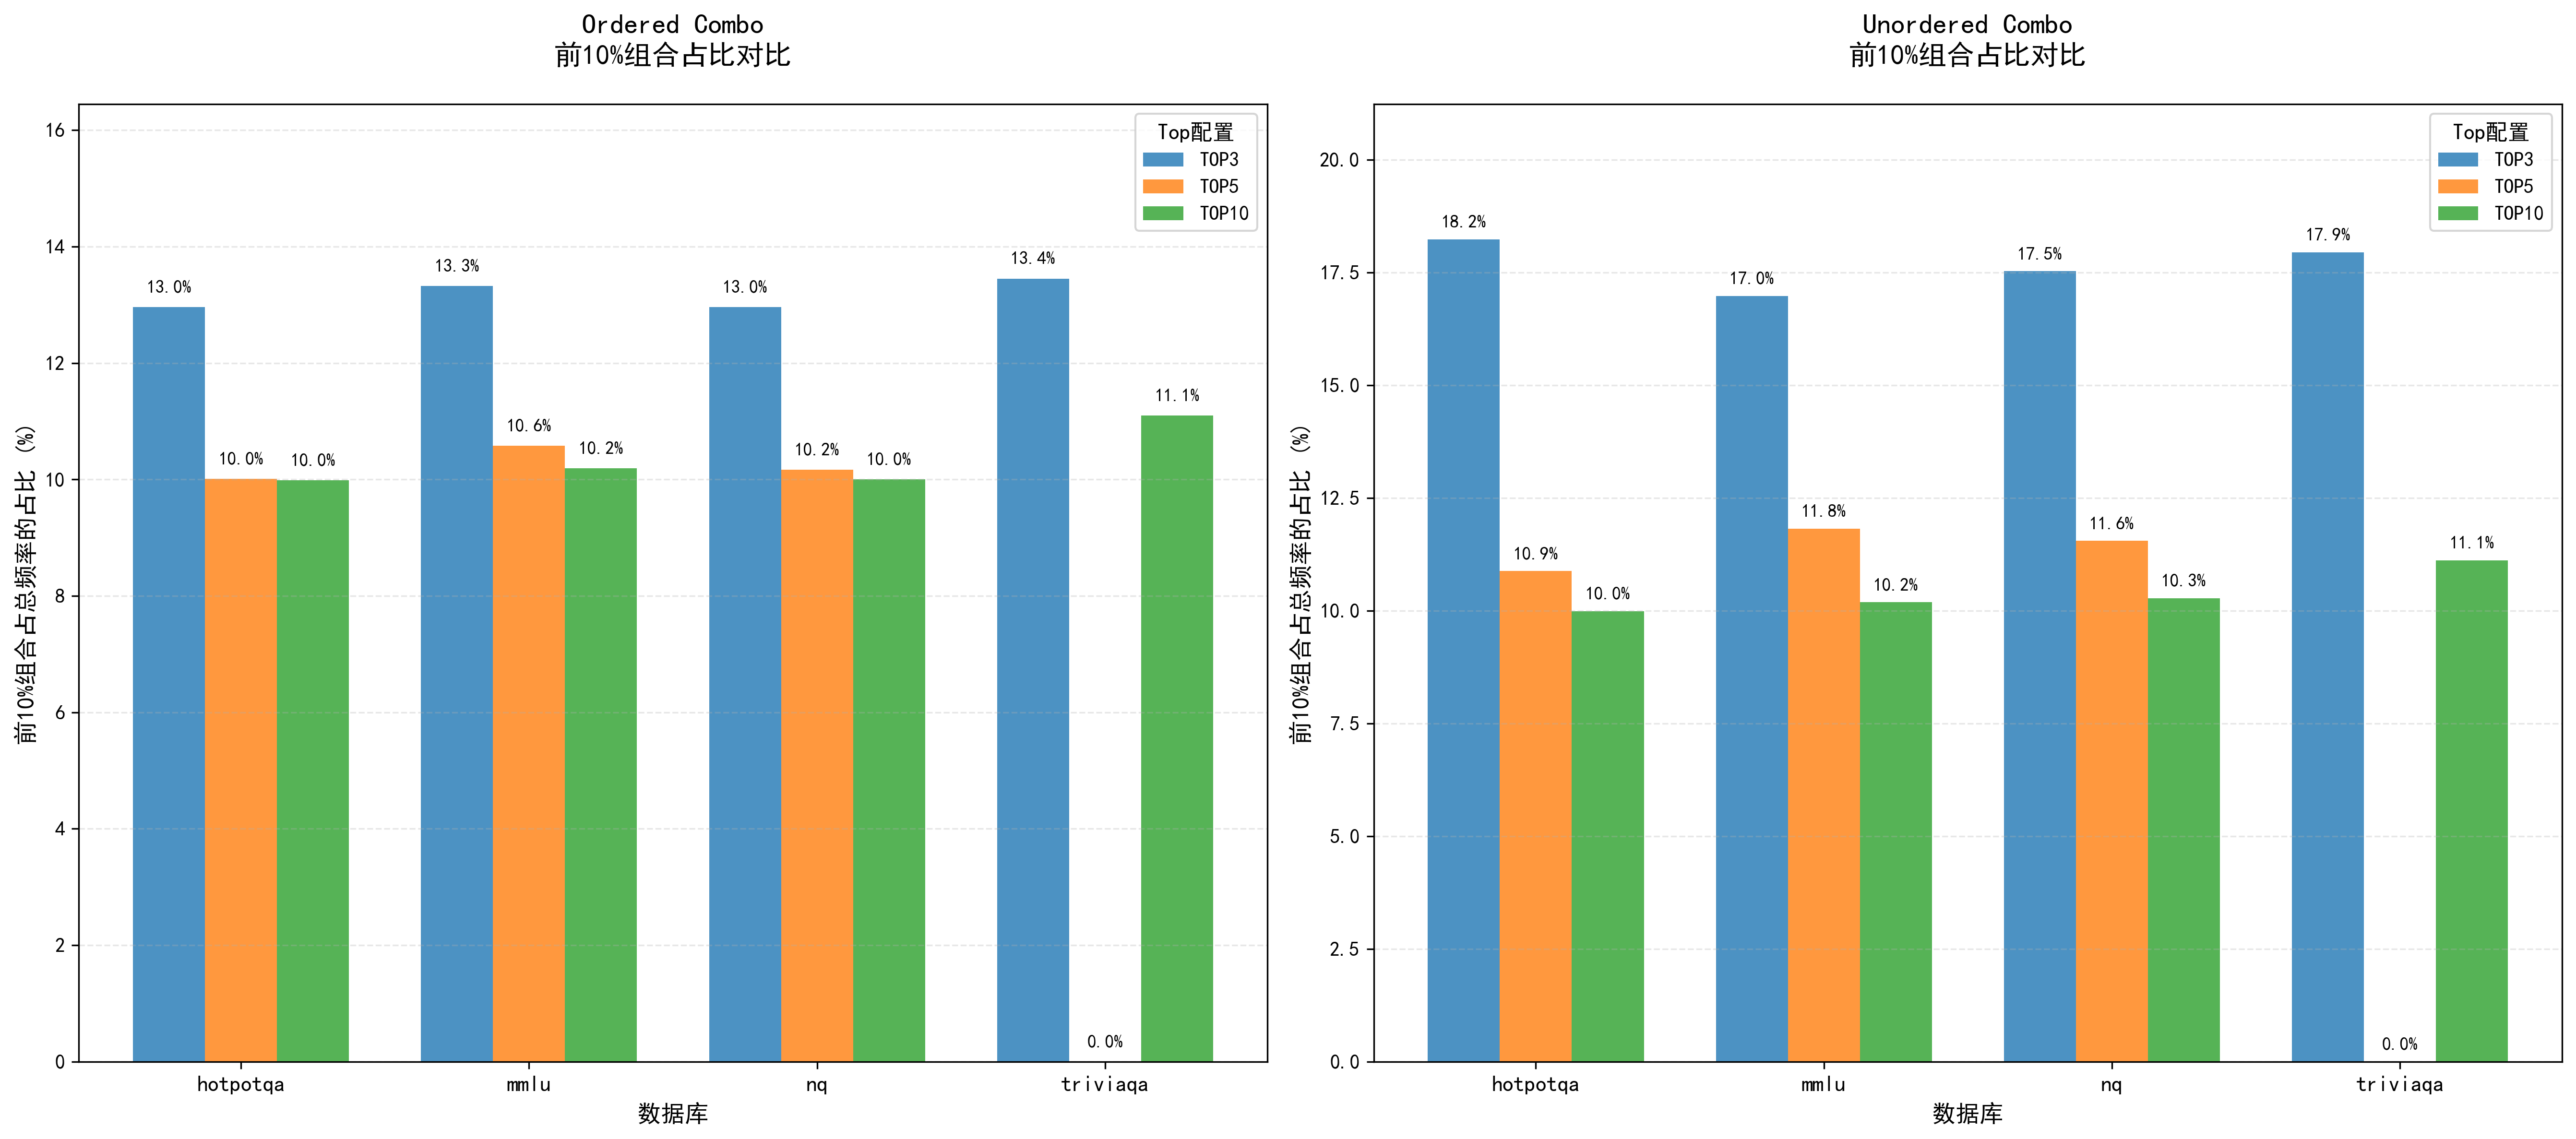 Ordered Combo
前10%组合占比对比
前10%组合占总频率的占比 (%)
16
14
12
10
8
6
4
2
0
Top配置
TOP3
TOP5
TOP10
13.0%
10.0%
10.0%
13.3%
10.6%
10.2%
13.0%
10.2%
10.0%
13.4%
0.0%
11.1%
hotpotqa
mmlu
nq
triviaqa
数据库
Unordered Combo
前10%组合占比对比
前10%组合占总频率的占比 (%)
20.0
17.5
15.0
12.5
10.0
7.5
5.0
2.5
0.0
Top配置
TOP3
TOP5
TOP10
18.2%
10.9%
10.0%
17.0%
11.8%
10.2%
17.5%
11.6%
10.3%
17.9%
0.0%
11.1%
hotpotqa
mmlu
nq
triviaqa
数据库